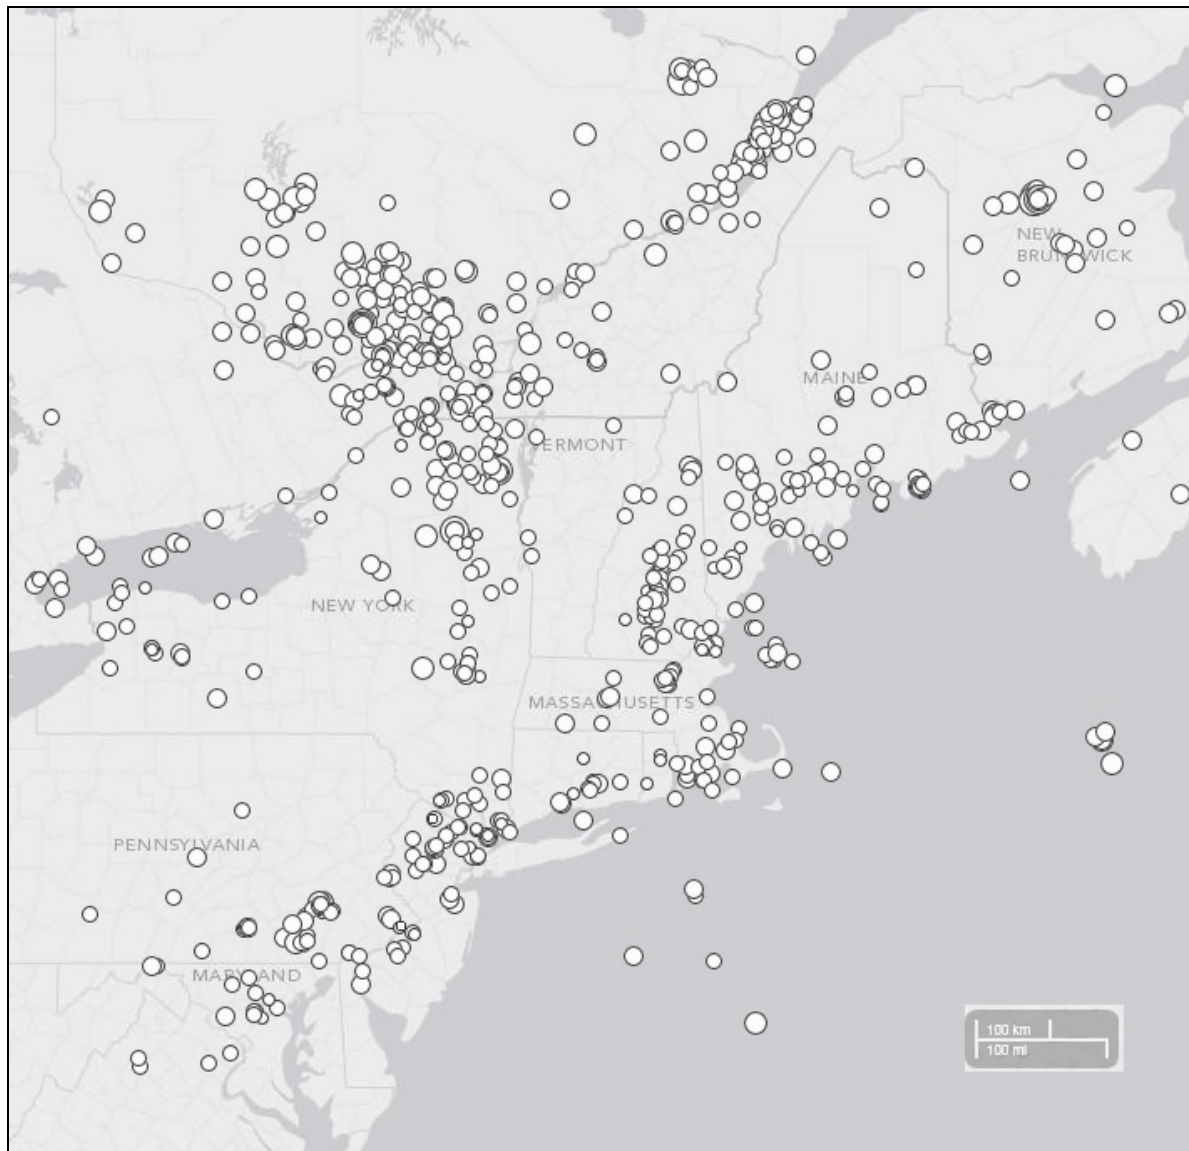 NEW
BRUNSWICK
MAINE
VERMONT
NEW YORK
MASSACHUSETTS
PENNSYLVANIA
MARYLAND
100 km
100 mi